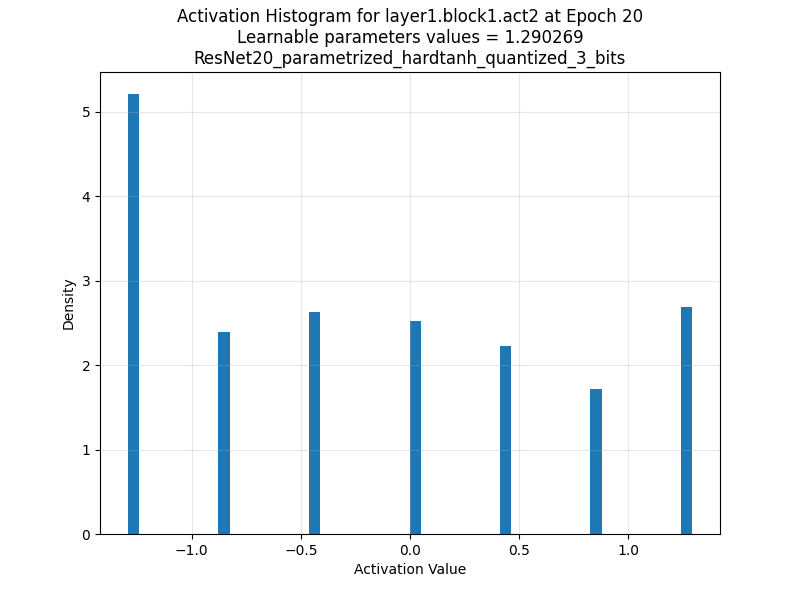 Activation Histogram for layer1.block1.act2 at Epoch 20
Learnable parameters values = 1.290269
ResNet20_parametrized_hardtanh_quantized_3_bits
Density
5
4
3
2
1
0
−1.0 −0.5 0.0 0.5 1.0
Activation Value